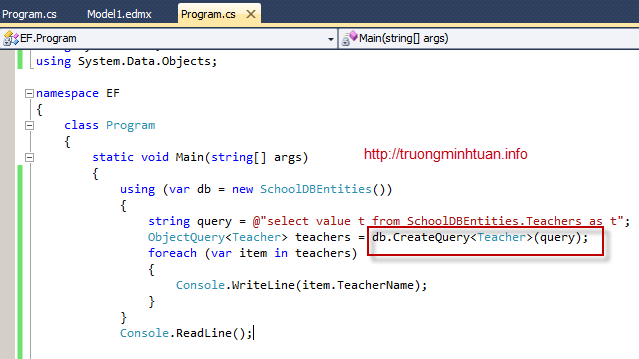 Program.cs Model1.edmx Program.cs
EF.Program Main(string[] args)
using System.Data.Objects;
namespace EF
{
class Program
{
static void Main(string[] args)
http://truongminhtuan.info
{
using (var db = new SchoolDBEntities())
{
string query = @"select value t from SchoolDBEntities.Teachers as t";
ObjectQuery<Teacher> teachers = db.CreateQuery<Teacher>(query);
foreach (var item in teachers)
{
Console.WriteLine(item.TeacherName);
}
}
Console.ReadLine();